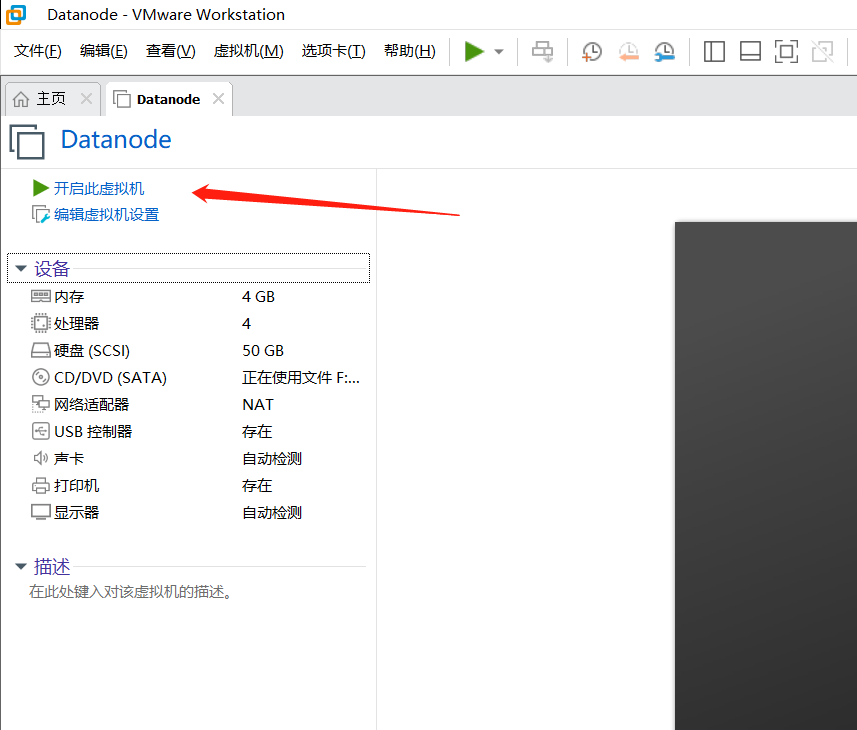 Datanode - VMware Workstation
文件(F) 编辑(E) 查看(V) 虚拟机(M) 选项卡(T) 帮助(H)
主页 Datanode
Datanode
开启此虚拟机
编辑虚拟机设置
设备
内存 4 GB
处理器 4
硬盘 (SCSI) 50 GB
CD/DVD (SATA) 正在使用文件 F:...
网络适配器 NAT
USB 控制器 存在
声卡 自动检测
打印机 存在
显示器 自动检测
描述
在此处键入对该虚拟机的描述。